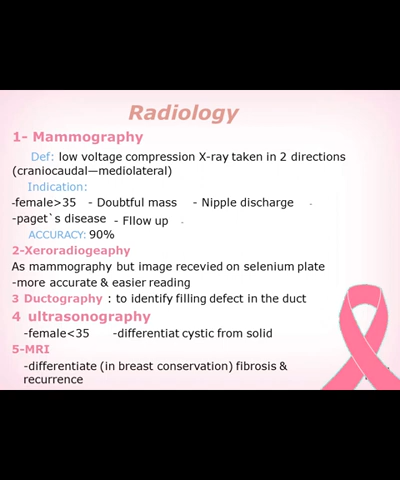 Radiology
1- Mammography
Def: low voltage compression X-ray taken in 2 directions
(craniocaudal—mediolateral)
Indication:
-female>35 - Doubtful mass - Nipple discharge
-paget`s disease - Fllow up
ACCURACY: 90%
2-Xeroradiogeaphy
As mammography but image recevied on selenium plate
-more accurate & easier reading
3 Ductography : to identify filling defect in the duct
4 ultrasonography
-female<35 -differentiat cystic from solid
5-MRI
-differentiate (in breast conservation) fibrosis &
recurrence